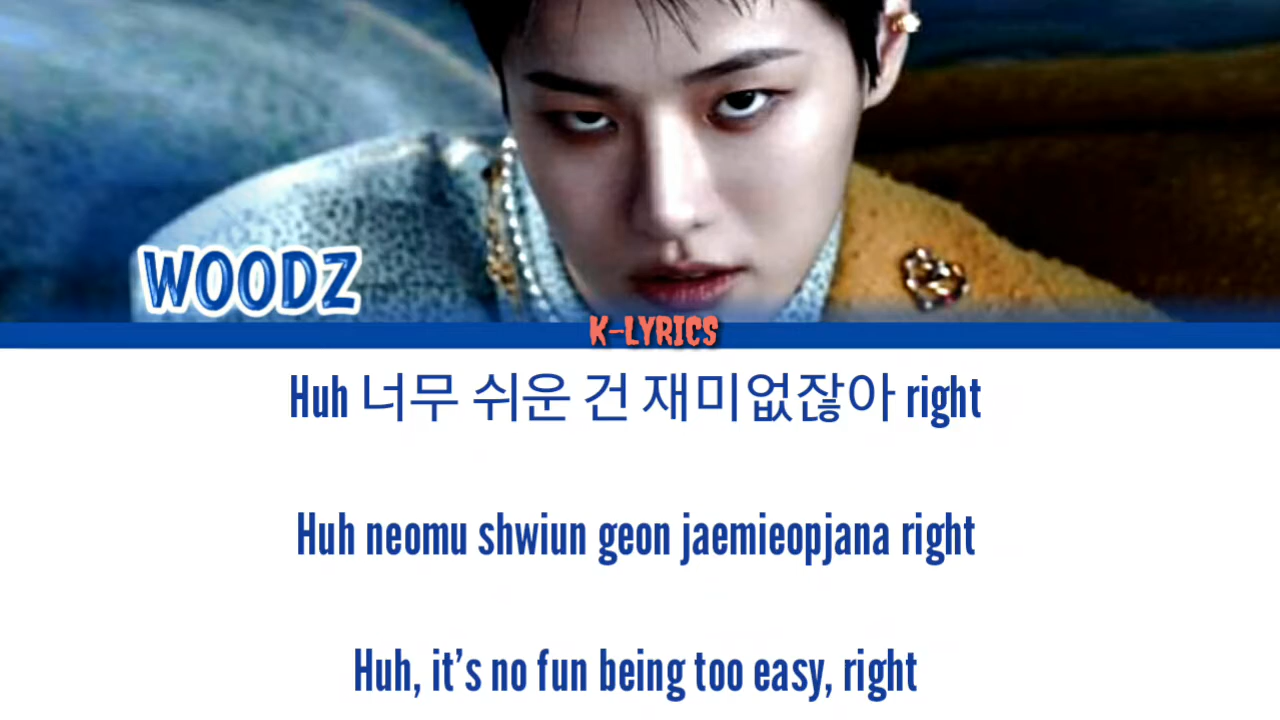 WOODZ
K-LYRICS
Huh 너무 쉬운 건 재미없잖아 right
Huh neomu shwiun geon jaemieopjana right
Huh, it’s no fun being too easy, right